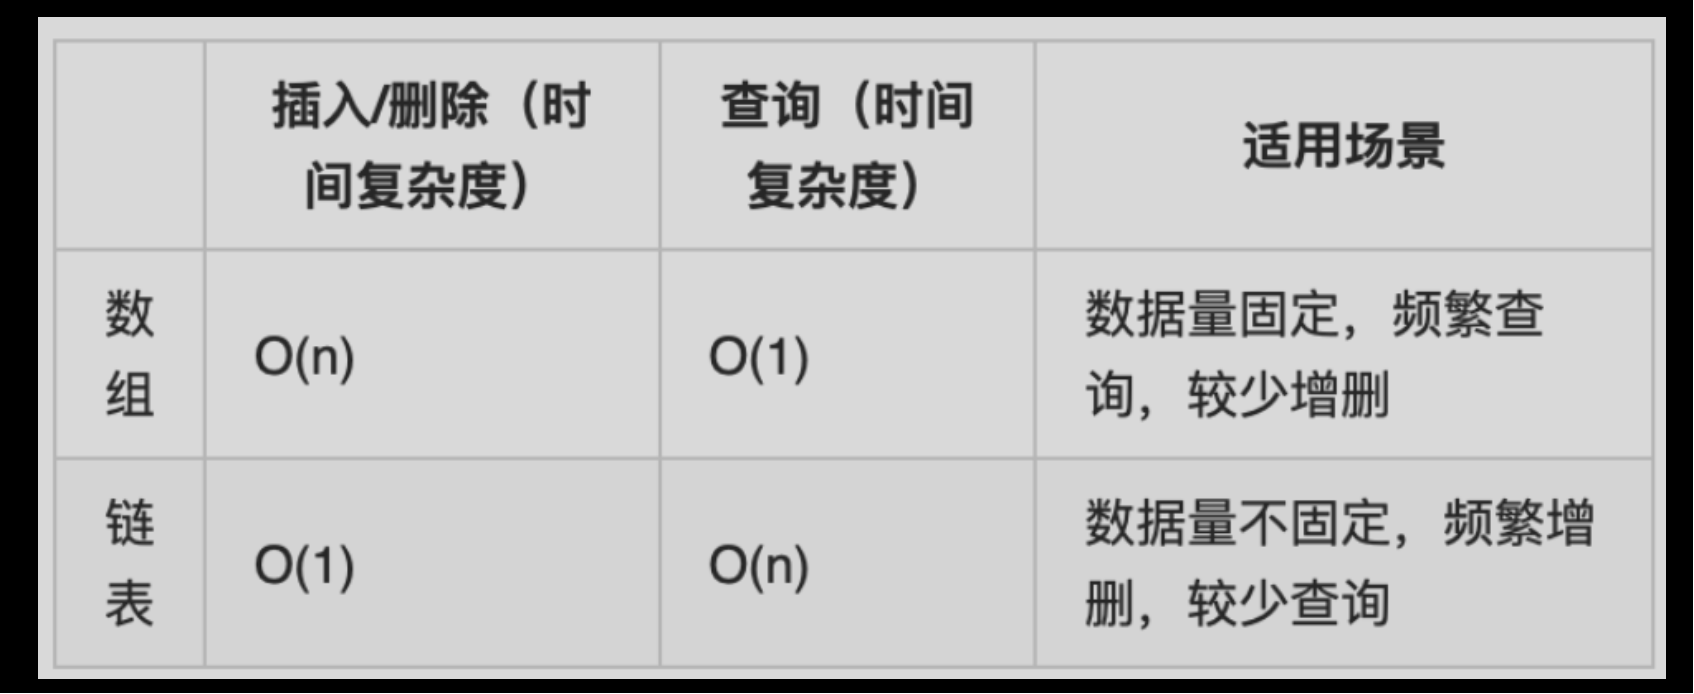 插入/删除（时
间复杂度）
查询（时间
复杂度）
适用场景
数
组
O(n)
O(1)
数据量固定，频繁查
询，较少增删
链
表
O(1)
O(n)
数据量不固定，频繁增
删，较少查询